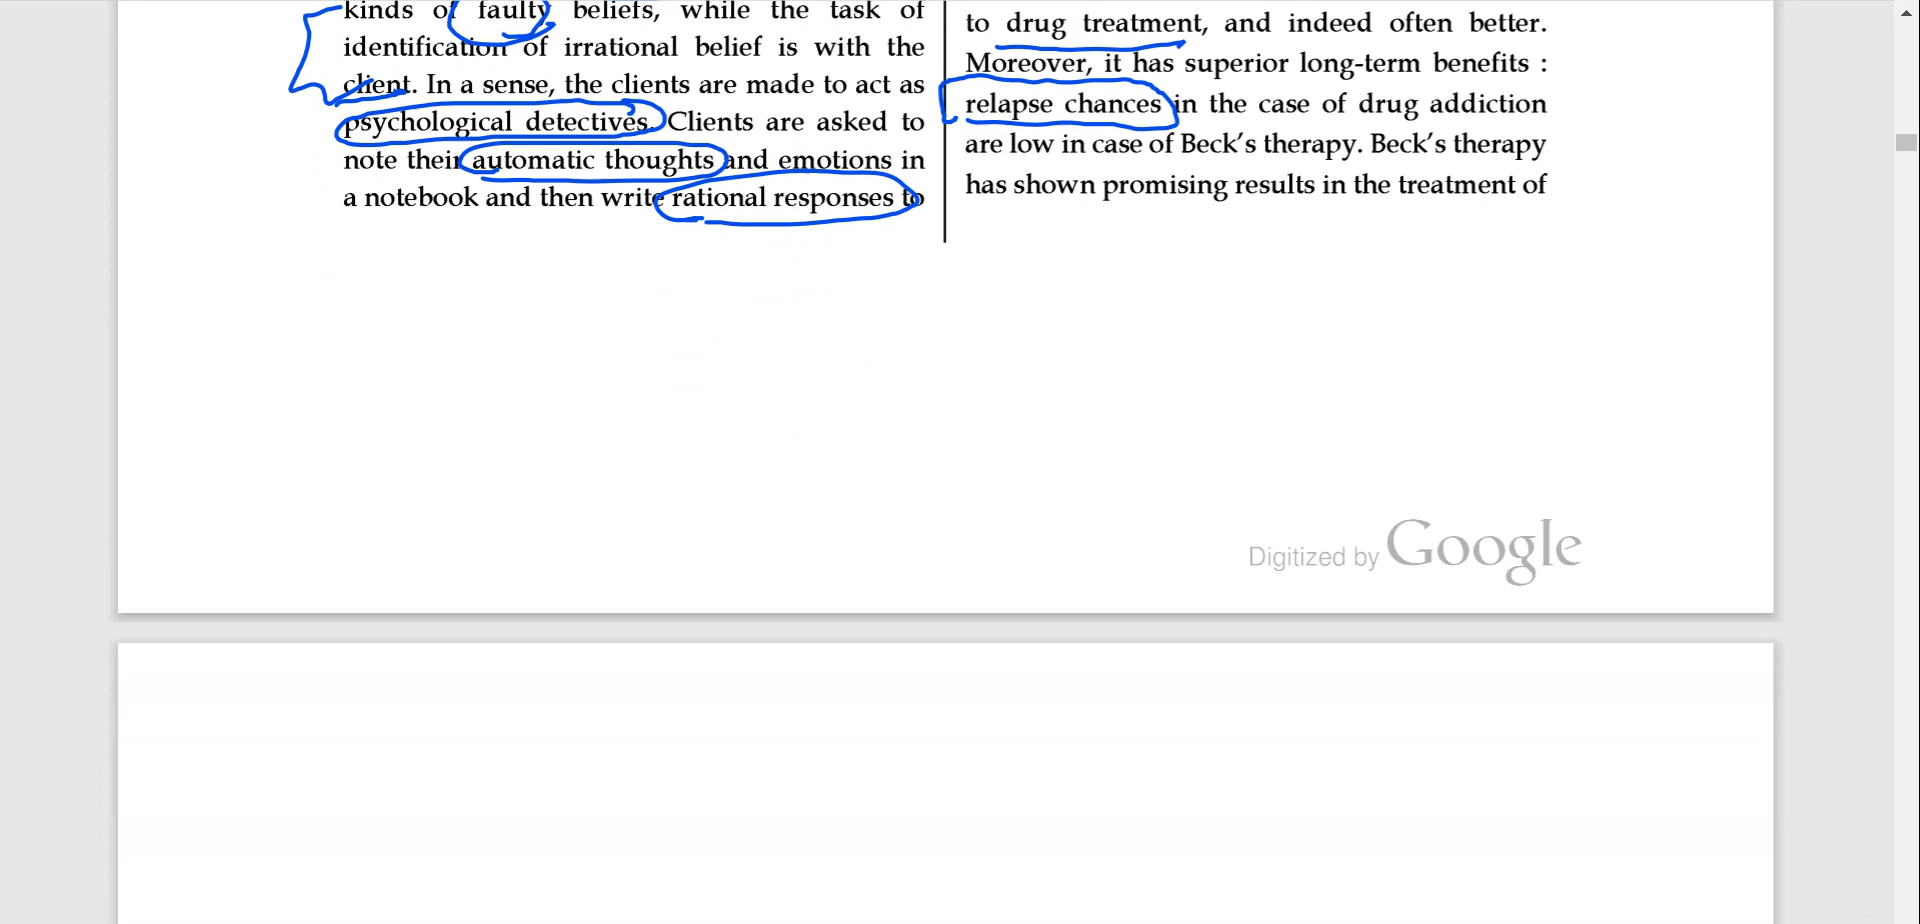 kinds of faulty beliefs, while the task of
identification of irrational belief is with the
client. In a sense, the clients are made to act as
psychological detectives. Clients are asked to
note their automatic thoughts and emotions in
a notebook and then write rational responses to
to drug treatment, and indeed often better.
Moreover, it has superior long-term benefits :
relapse chances in the case of drug addiction
are low in case of Beck's therapy. Beck's therapy
has shown promising results in the treatment of
Digitized by Google